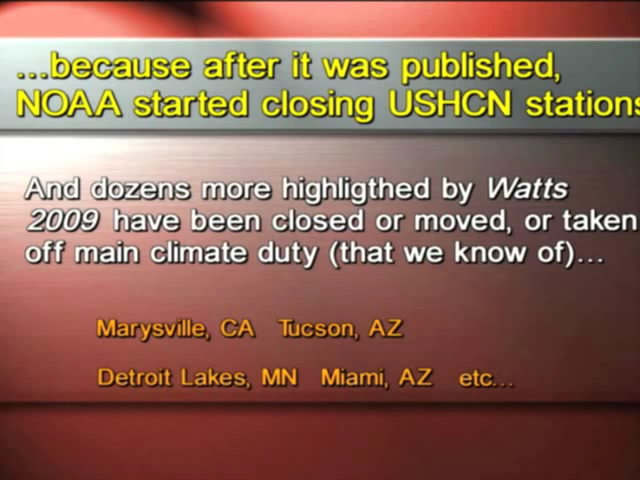 ...because after it was published,
NOAA started closing USHCN stations
And dozens more highligthed by Watts
2009 have been closed or moved, or taken
off main climate duty (that we know of)...
Marysville, CA Tucson, AZ
Detroit Lakes, MN Miami, AZ etc...